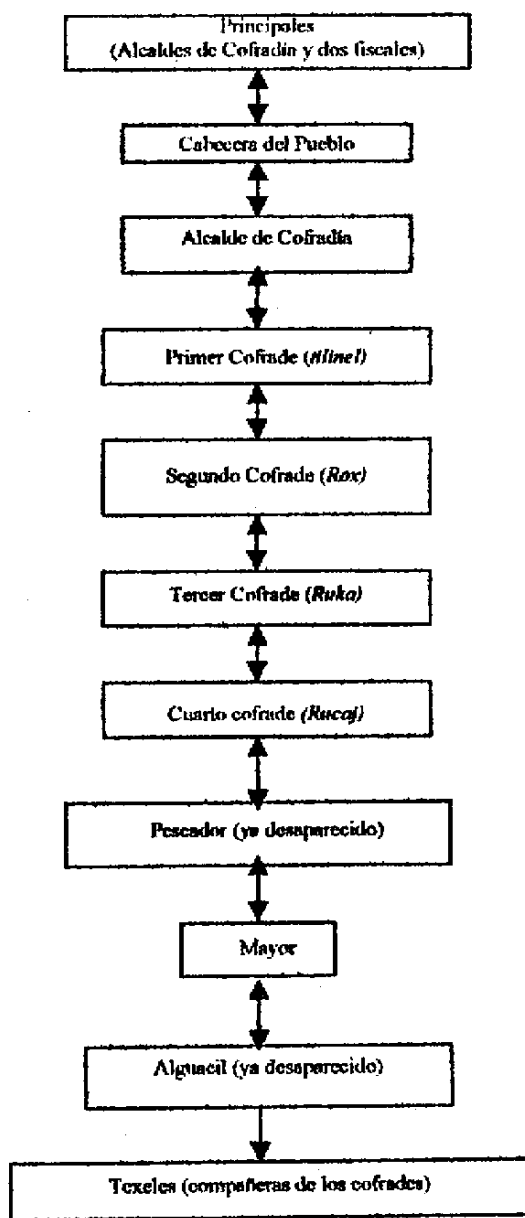 Principales
(Alcaldes de Cofradía y dos fiscales)
Cabecera del Pueblo
Alcalde de Cofradía
Primer Cofrade
Segundo Cofrade (Rox)
Tercer Cofrade (Ruka)
Cuarto cofrade (Rucaj)
Pescador (ya desaparecido)
Mayor
Alguacil (ya desaparecido)
Texeles (compañeras de los cofrades)